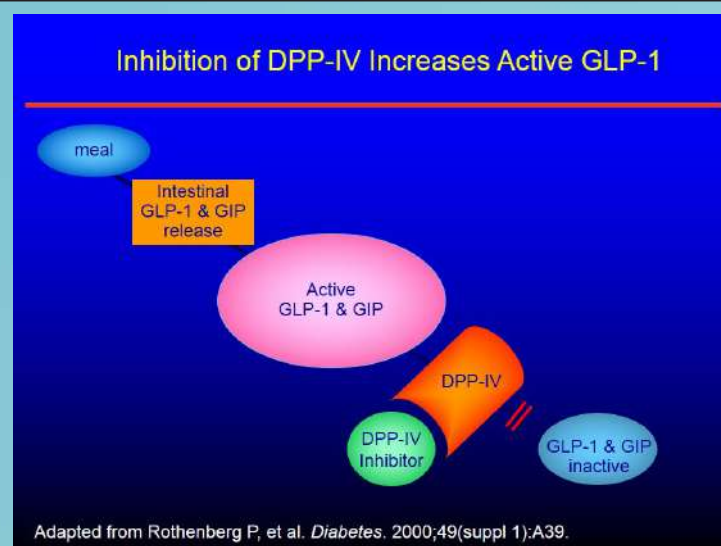 Inhibition of DPP-IV Increases Active GLP-1
meal
Intestinal
GLP-1 & GIP
release
Active
GLP-1 & GIP
DPP-IV
DPP-IV
Inhibitor
GLP-1 & GIP
inactive
Adapted from Rothenberg P, et al. Diabetes. 2000;49(suppl 1):A39.